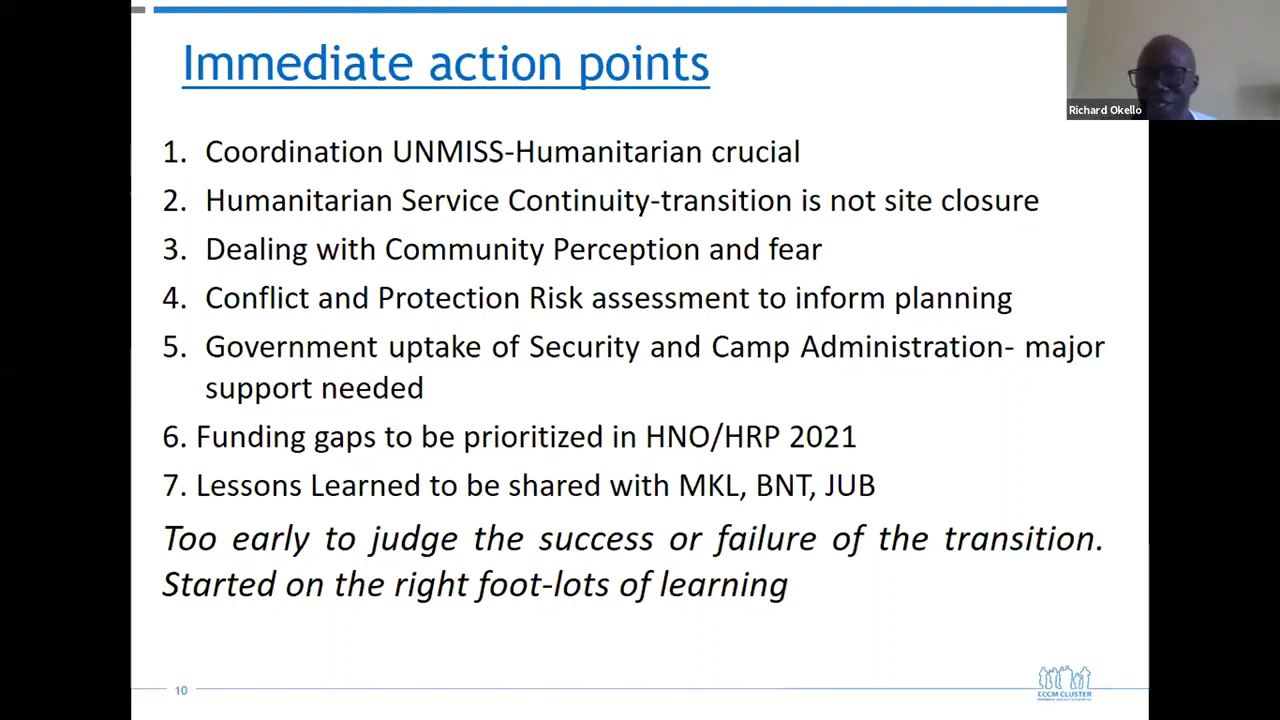 Immediate action points
Richard Okello
1. Coordination UNMISS-Humanitarian crucial
2. Humanitarian Service Continuity-transition is not site closure
3. Dealing with Community Perception and fear
4. Conflict and Protection Risk assessment to inform planning
5. Government uptake of Security and Camp Administration- major
support needed
6. Funding gaps to be prioritized in HNO/HRP 2021
7. Lessons Learned to be shared with MKL, BNT, JUB
Too early to judge the success or failure of the transition.
Started on the right foot-lots of learning
10
CCCM CLUSTER